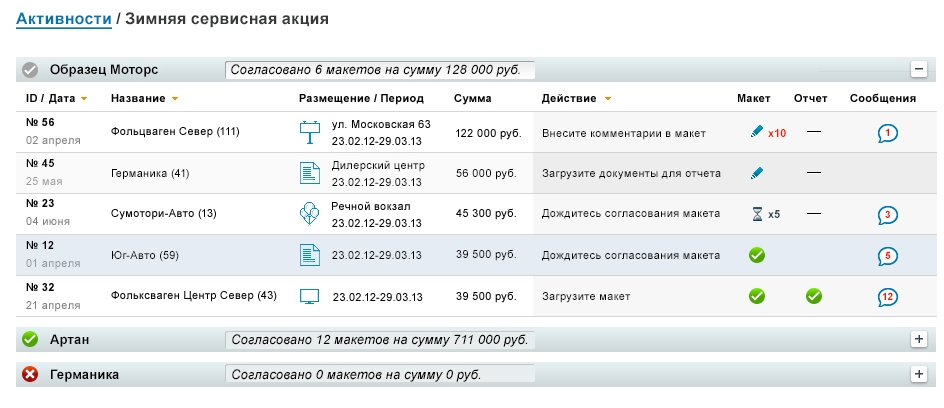 Активности / Зимняя сервисная акция
Образец Моторс Согласовано 6 макетов на сумму 128 000 руб.
ID / Дата Название Размещение / Период Сумма Действие Макет Отчет Сообщения
№ 56
02 апреля
Фольцваген Север (111)
ул. Московская 63
23.02.12-29.03.13
122 000 руб.
Внесите комментарии в макет
x10
—
1
№ 45
25 мая
Германика (41)
Дилерский центр
23.02.12-29.03.13
56 000 руб.
Загрузите документы для отчета
—
№ 23
04 июня
Сумотори-Авто (13)
Речной вокзал
23.02.12-29.03.13
45 300 руб.
Дождитесь согласования макета
x5
—
3
№ 12
01 апреля
Юг-Авто (59)
23.02.12-29.03.13
39 500 руб.
Дождитесь согласования макета
5
№ 32
21 апреля
Фольксваген Центр Север (43)
23.02.12-29.03.13
39 500 руб.
Загрузите макет
12
Артан Согласовано 12 макетов на сумму 711 000 руб.
Германика Согласовано 0 макетов на сумму 0 руб.